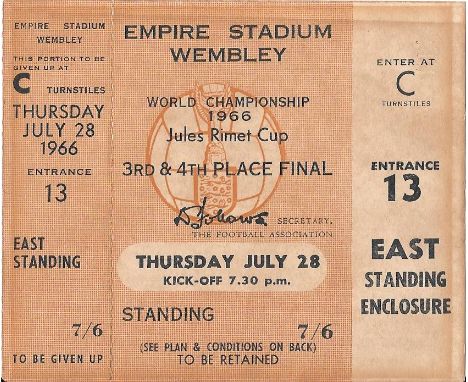 EMPIRE STADIUM
WEMBLEY
THIS PORTION TO BE
GIVEN UP AT
C TURNSTILES
THURSDAY
JULY 28
1966
ENTRANCE
13
EAST
STANDING
7/6
TO BE GIVEN UP
EMPIRE STADIUM
WEMBLEY
WORLD CHAMPIONSHIP
1966
Jules Rimet Cup
3RD & 4TH PLACE FINAL
DFollows SECRETARY,
THE FOOTBALL ASSOCIATION
THURSDAY JULY 28
KICK-OFF 7.30 p.m.
STANDING
7/6
(SEE PLAN & CONDITIONS ON BACK)
TO BE RETAINED
ENTER AT
C
TURNSTILES
ENTRANCE
13
EAST
STANDING
ENCLOSURE